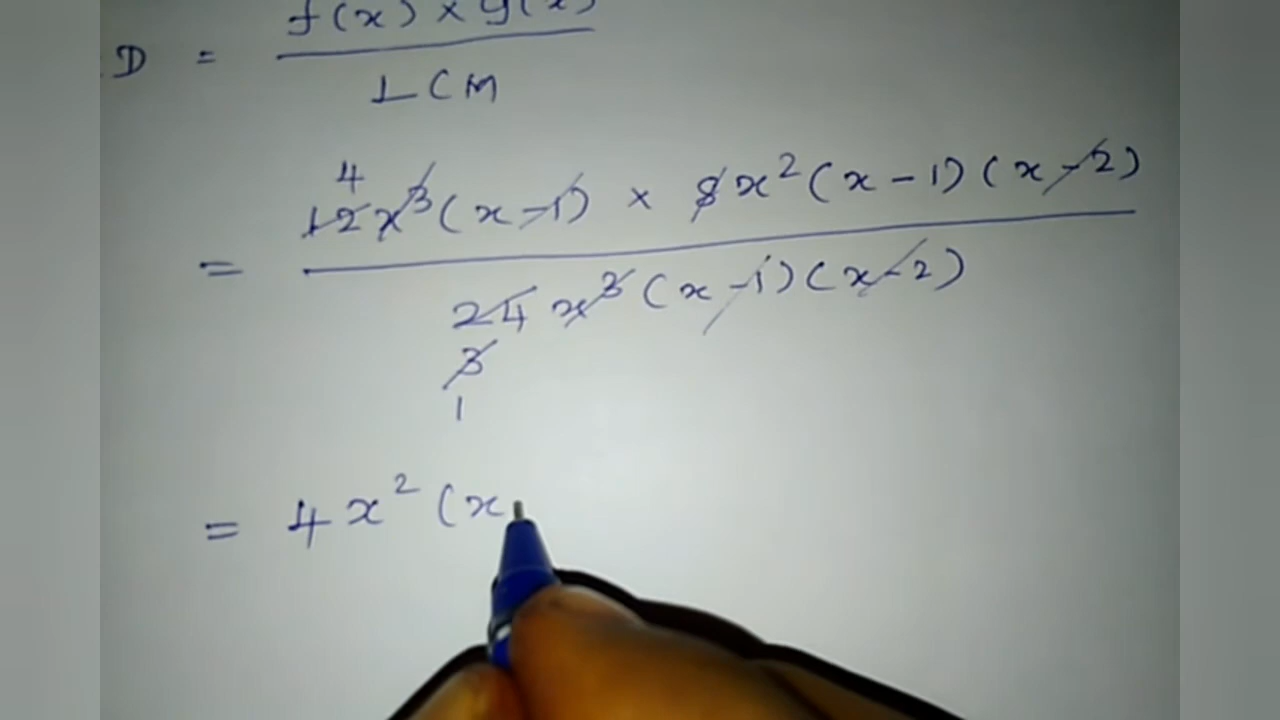 D = f(x) × g(x)
LCM
4
= 12x³(x-1) × 8x²(x-1)(x-2)
24x³(x-1)(x-2)
3
1
= 4x²(x